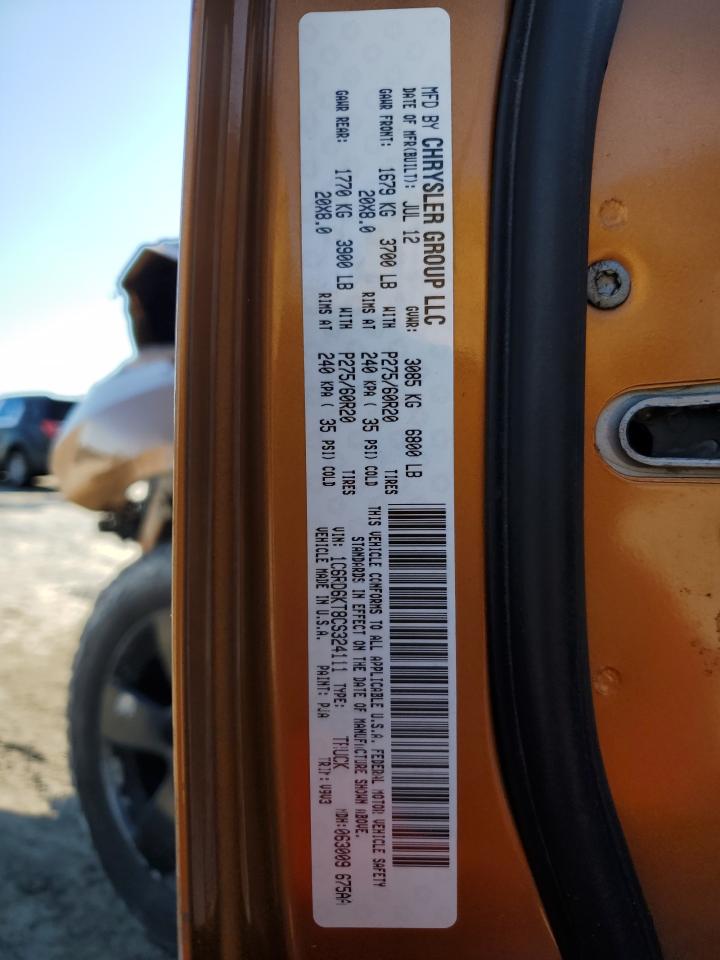 MFD BY CHRYSLER GROUP LLC
DATE OF MFR(BUILT): JUL 12 GVWR: 3085 KG 6800 LB
GAWR FRONT: 1679 KG 3700 LB WITH P275/60R20 TIRES
20X8.0 RIMS AT 240 KPA ( 35 PSI) COLD
GAWR REAR: 1770 KG 3900 LB WITH P275/60R20 TIRES
20X8.0 RIMS AT 240 KPA ( 35 PSI) COLD
THIS VEHICLE CONFORMS TO ALL APPLICABLE U.S.A. FEDERAL MOTOR VEHICLE SAFETY
STANDARDS IN EFFECT ON THE DATE OF MANUFACTURE SHOWN ABOVE.
VIN: 1C6RD6KT8CS324111 TYPE: TRUCK MDH:063009 675AA
VEHICLE MADE IN U.S.A. PAINT: PJA TRIM: V9V3